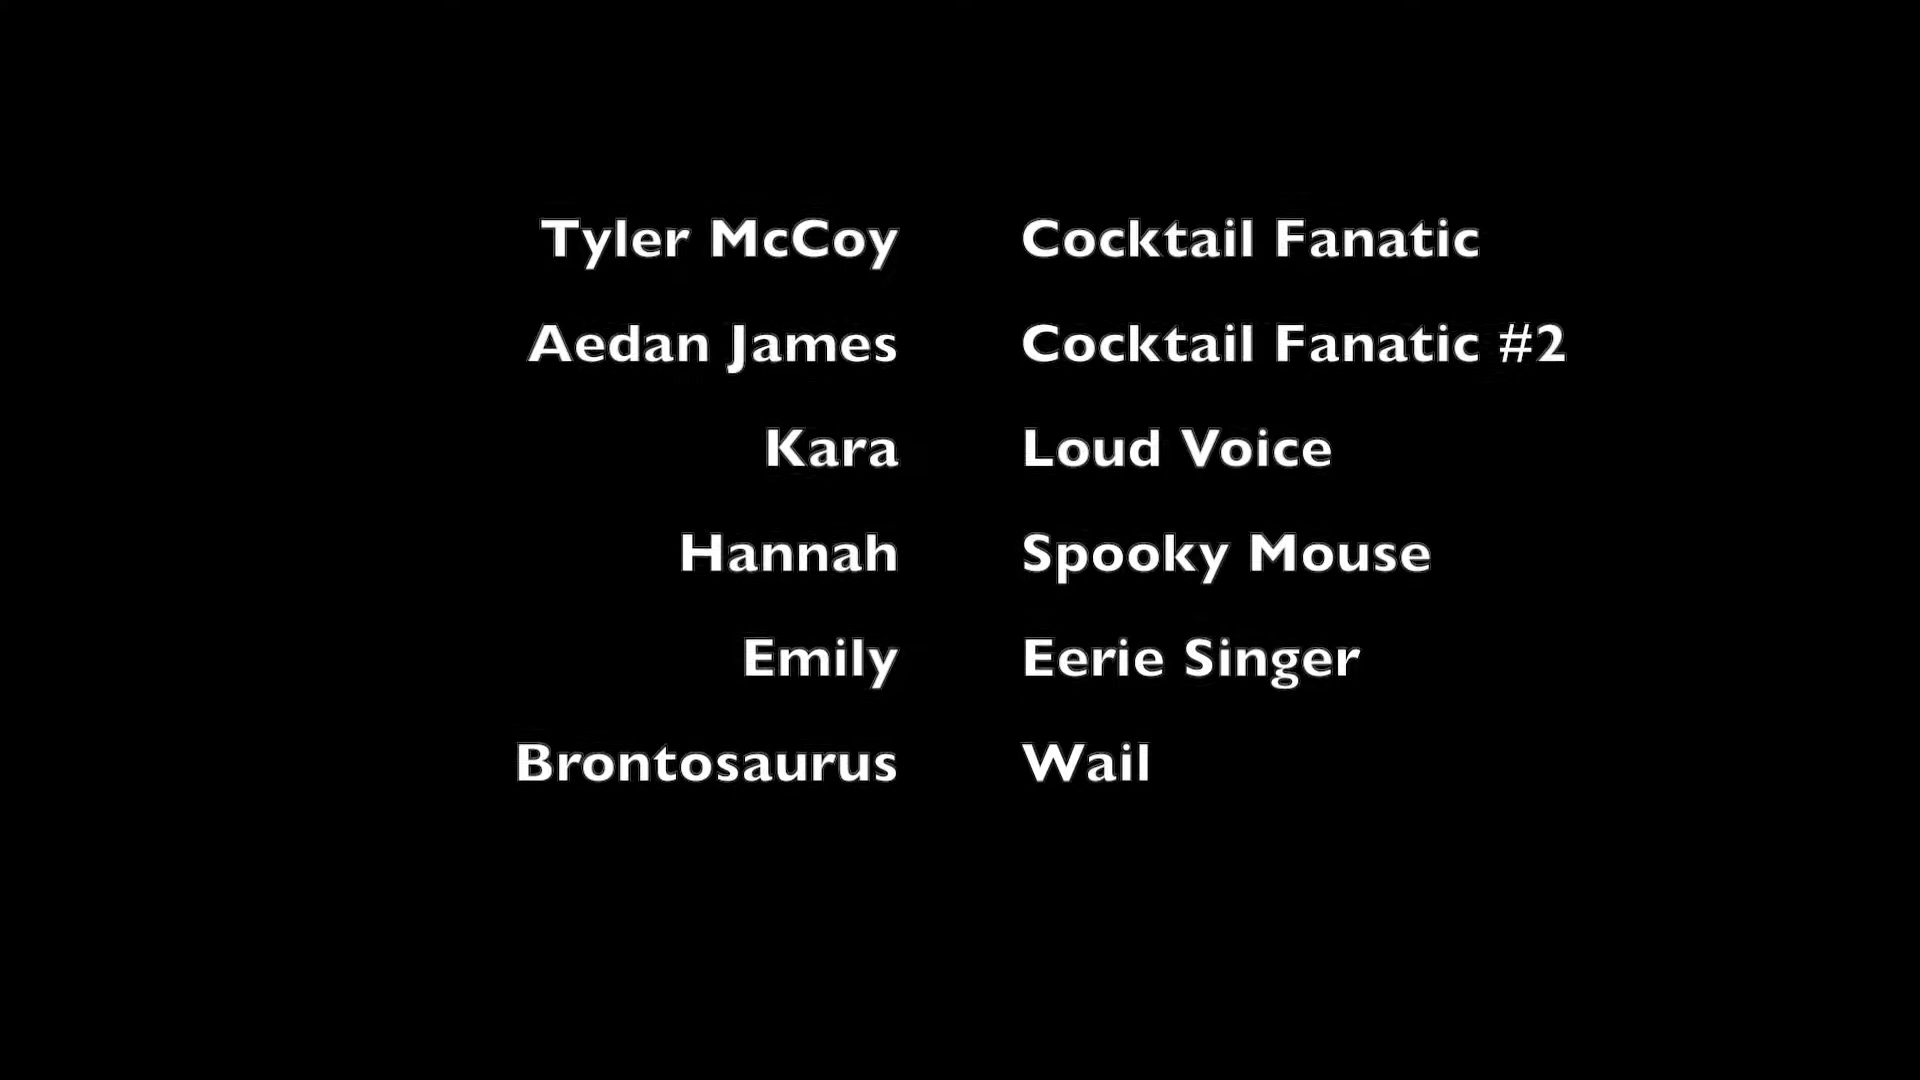 Tyler McCoy Cocktail Fanatic
Aedan James Cocktail Fanatic #2
Kara Loud Voice
Hannah Spooky Mouse
Emily Eerie Singer
Brontosaurus Wail